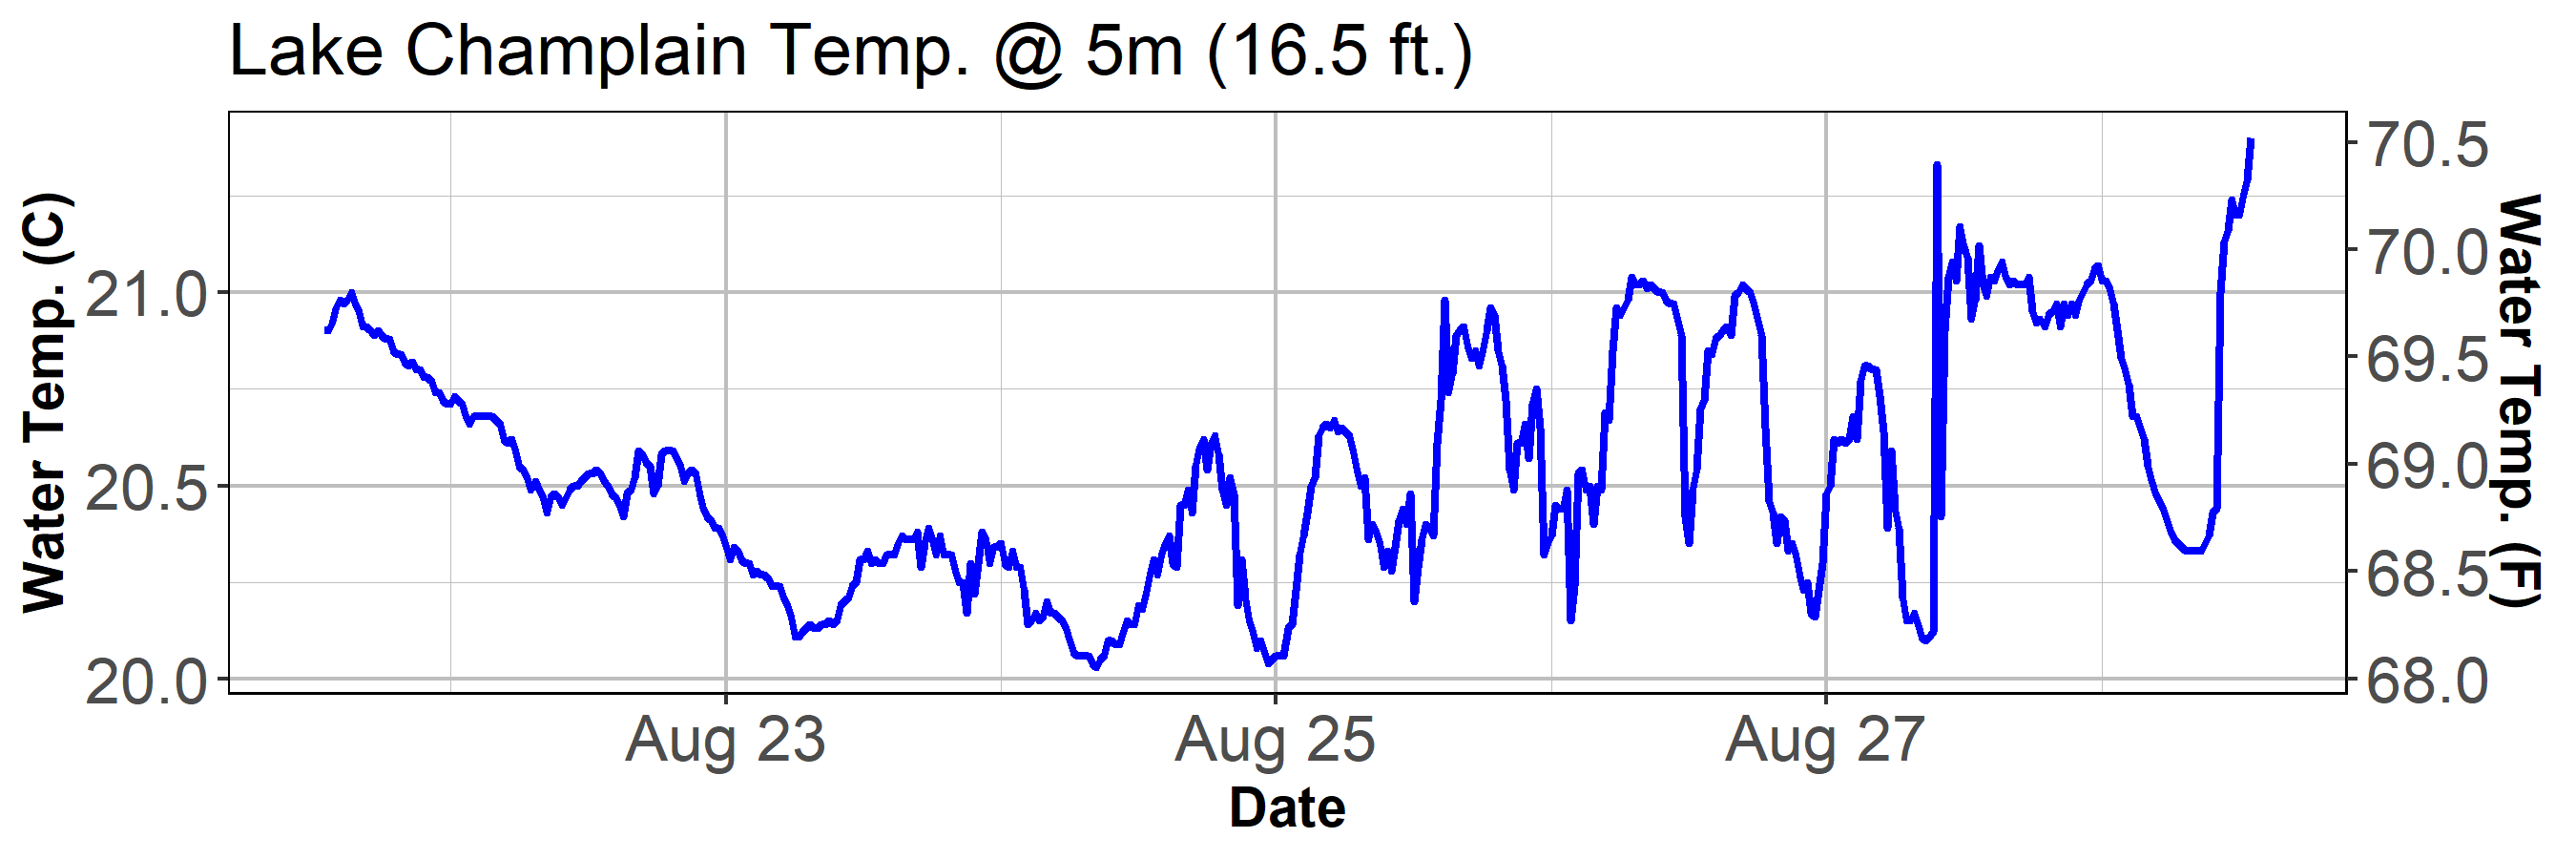 Lake Champlain Temp. @ 5m (16.5 ft.)
Water Temp. (C)
21.0
20.5
20.0
70.5
70.0
69.5
69.0
68.5
68.0
Water Temp. (F)
Aug 23 Aug 25 Aug 27
Date